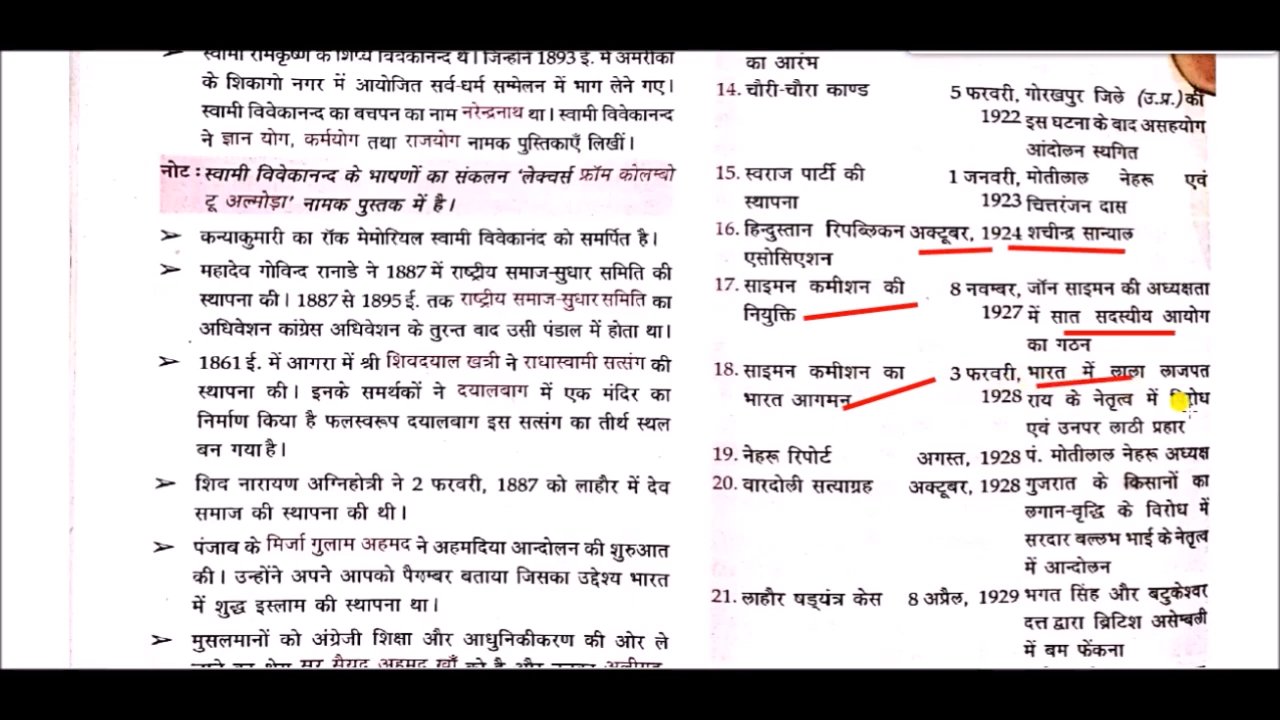 स्वामी रामकृष्ण के शिष्य विवेकानन्द थे। जिन्होंने 1893 ई. में अमरीका
के शिकागो नगर में आयोजित सर्व-धर्म सम्मेलन में भाग लेने गए।
स्वामी विवेकानन्द का बचपन का नाम नरेन्द्रनाथ था। स्वामी विवेकानन्द
ने ज्ञान योग, कर्मयोग तथा राजयोग नामक पुस्तिकाएँ लिखीं।
नोट : स्वामी विवेकानन्द के भाषणों का संकलन 'लेक्चर्स फ्रॉम कोलम्बो
टू अल्मोड़ा' नामक पुस्तक में है।
➢ कन्याकुमारी का रॉक मेमोरियल स्वामी विवेकानंद को समर्पित है।
➢ महादेव गोविन्द रानाडे ने 1887 में राष्ट्रीय समाज-सुधार समिति की
स्थापना की। 1887 से 1895 ई. तक राष्ट्रीय समाज-सुधार समिति का
अधिवेशन कांग्रेस अधिवेशन के तुरन्त बाद उसी पंडाल में होता था।
➢ 1861 ई. में आगरा में श्री शिवदयाल खत्री ने राधास्वामी सत्संग की
स्थापना की। इनके समर्थकों ने दयालबाग में एक मंदिर का
निर्माण किया है फलस्वरूप दयालबाग इस सत्संग का तीर्थ स्थल
बन गया है।
➢ शिव नारायण अग्निहोत्री ने 2 फरवरी, 1887 को लाहौर में देव
समाज की स्थापना की थी।
➢ पंजाब के मिर्जा गुलाम अहमद ने अहमदिया आन्दोलन की शुरुआत
की। उन्होंने अपने आपको पैगम्बर बताया जिसका उद्देश्य भारत
में शुद्ध इस्लाम की स्थापना था।
➢ मुसलमानों को अंग्रेजी शिक्षा और आधुनिकीकरण की ओर ले
सर सैयद अहमद खाँ को है और
का आरंभ
14. चौरी-चौरा काण्ड 5 फरवरी, गोरखपुर जिले (उ.प्र.) की
1922 इस घटना के बाद असहयोग
आंदोलन स्थगित
15. स्वराज पार्टी की 1 जनवरी, मोतीलाल नेहरू एवं
स्थापना 1923 चित्तरंजन दास
16. हिन्दुस्तान रिपब्लिकन अक्टूबर, 1924 शचीन्द्र सान्याल
एसोसिएशन
17. साइमन कमीशन की 8 नवम्बर, जॉन साइमन की अध्यक्षता
नियुक्ति 1927 में सात सदस्यीय आयोग
का गठन
18. साइमन कमीशन का 3 फरवरी, भारत में लाला लाजपत
भारत आगमन 1928 राय के नेतृत्व में विरोध
एवं उनपर लाठी प्रहार
19. नेहरू रिपोर्ट अगस्त, 1928 पं. मोतीलाल नेहरू अध्यक्ष
20. वारदोली सत्याग्रह अक्टूबर, 1928 गुजरात के किसानों का
लगान-वृद्धि के विरोध में
सरदार बल्लभ भाई के नेतृत्व
में आन्दोलन
21. लाहौर षड्यंत्र केस 8 अप्रैल, 1929 भगत सिंह और बटुकेश्वर
दत्त द्वारा ब्रिटिश असेम्बली
में बम फेंकना